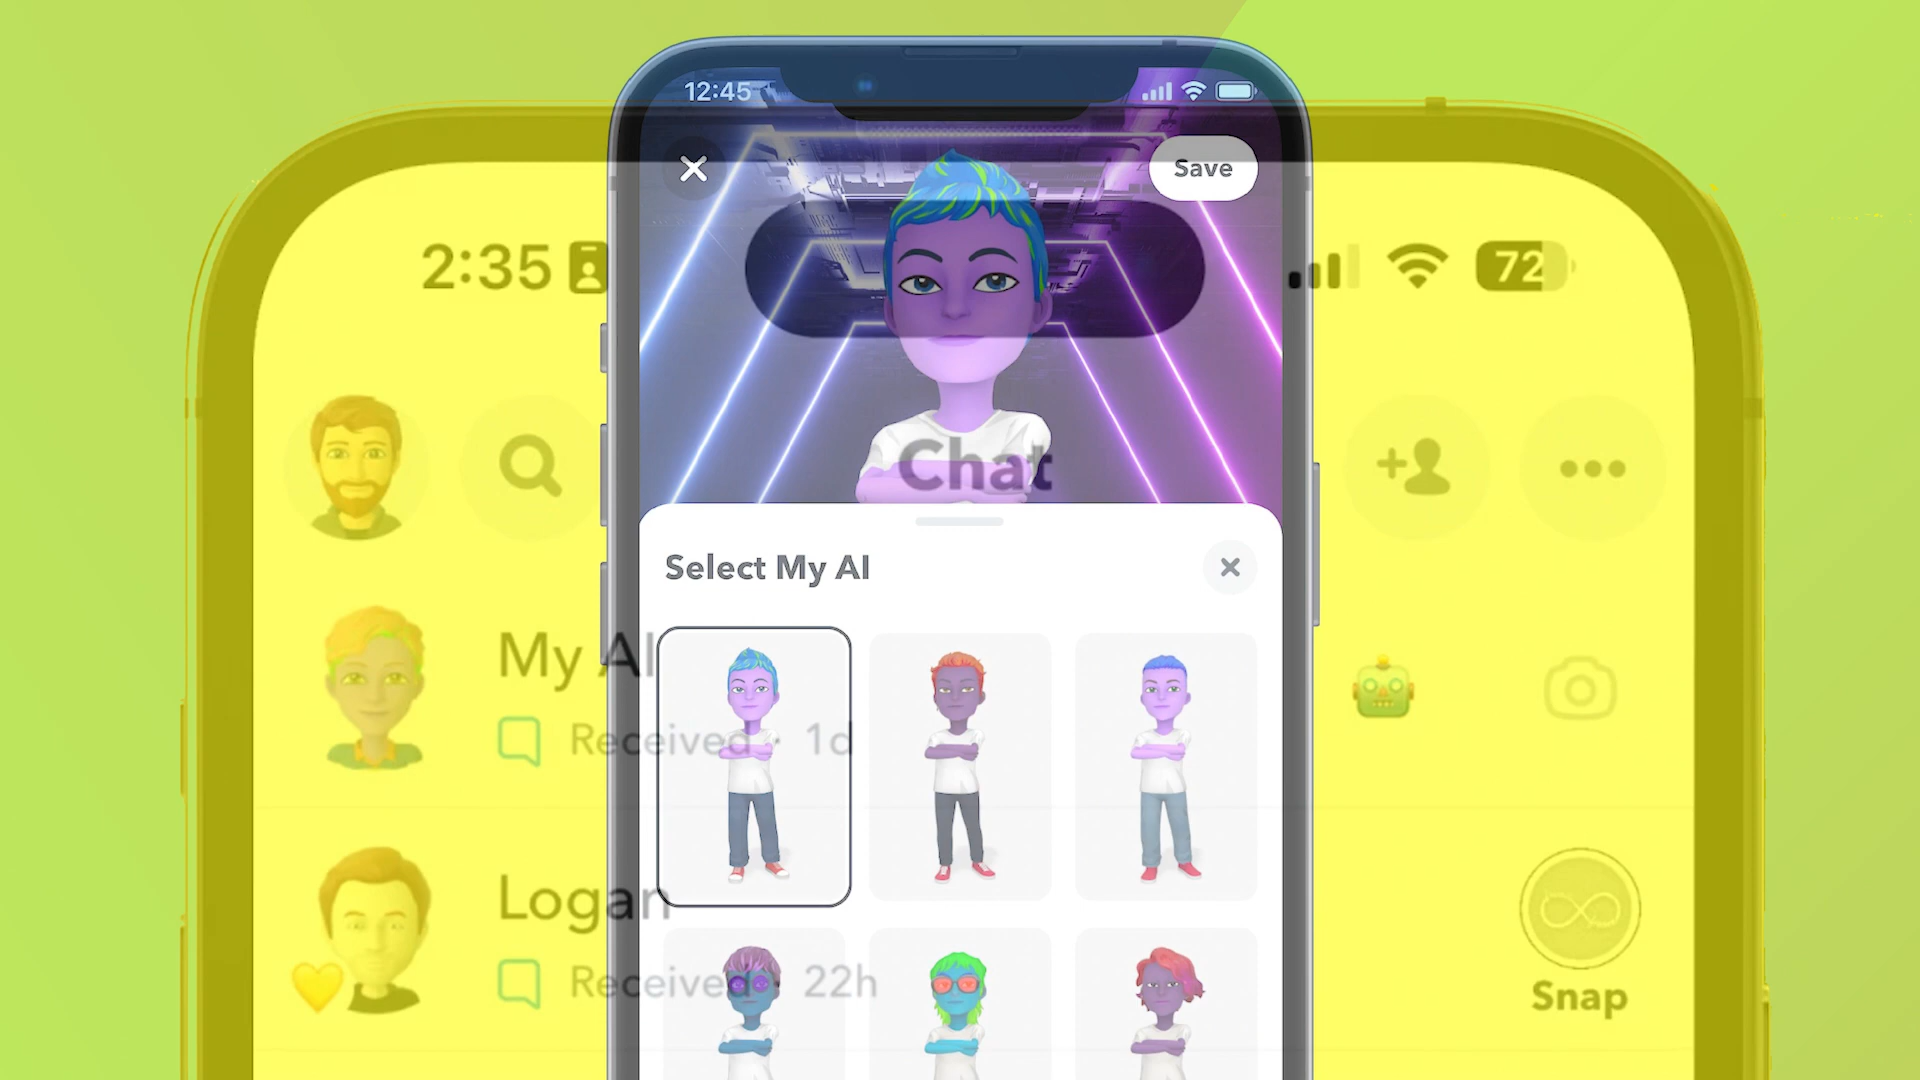 12:45
Save
2:35
72
Chat
Select My AI
My AI
Received · 1d
Logan
Received · 22h
Snap